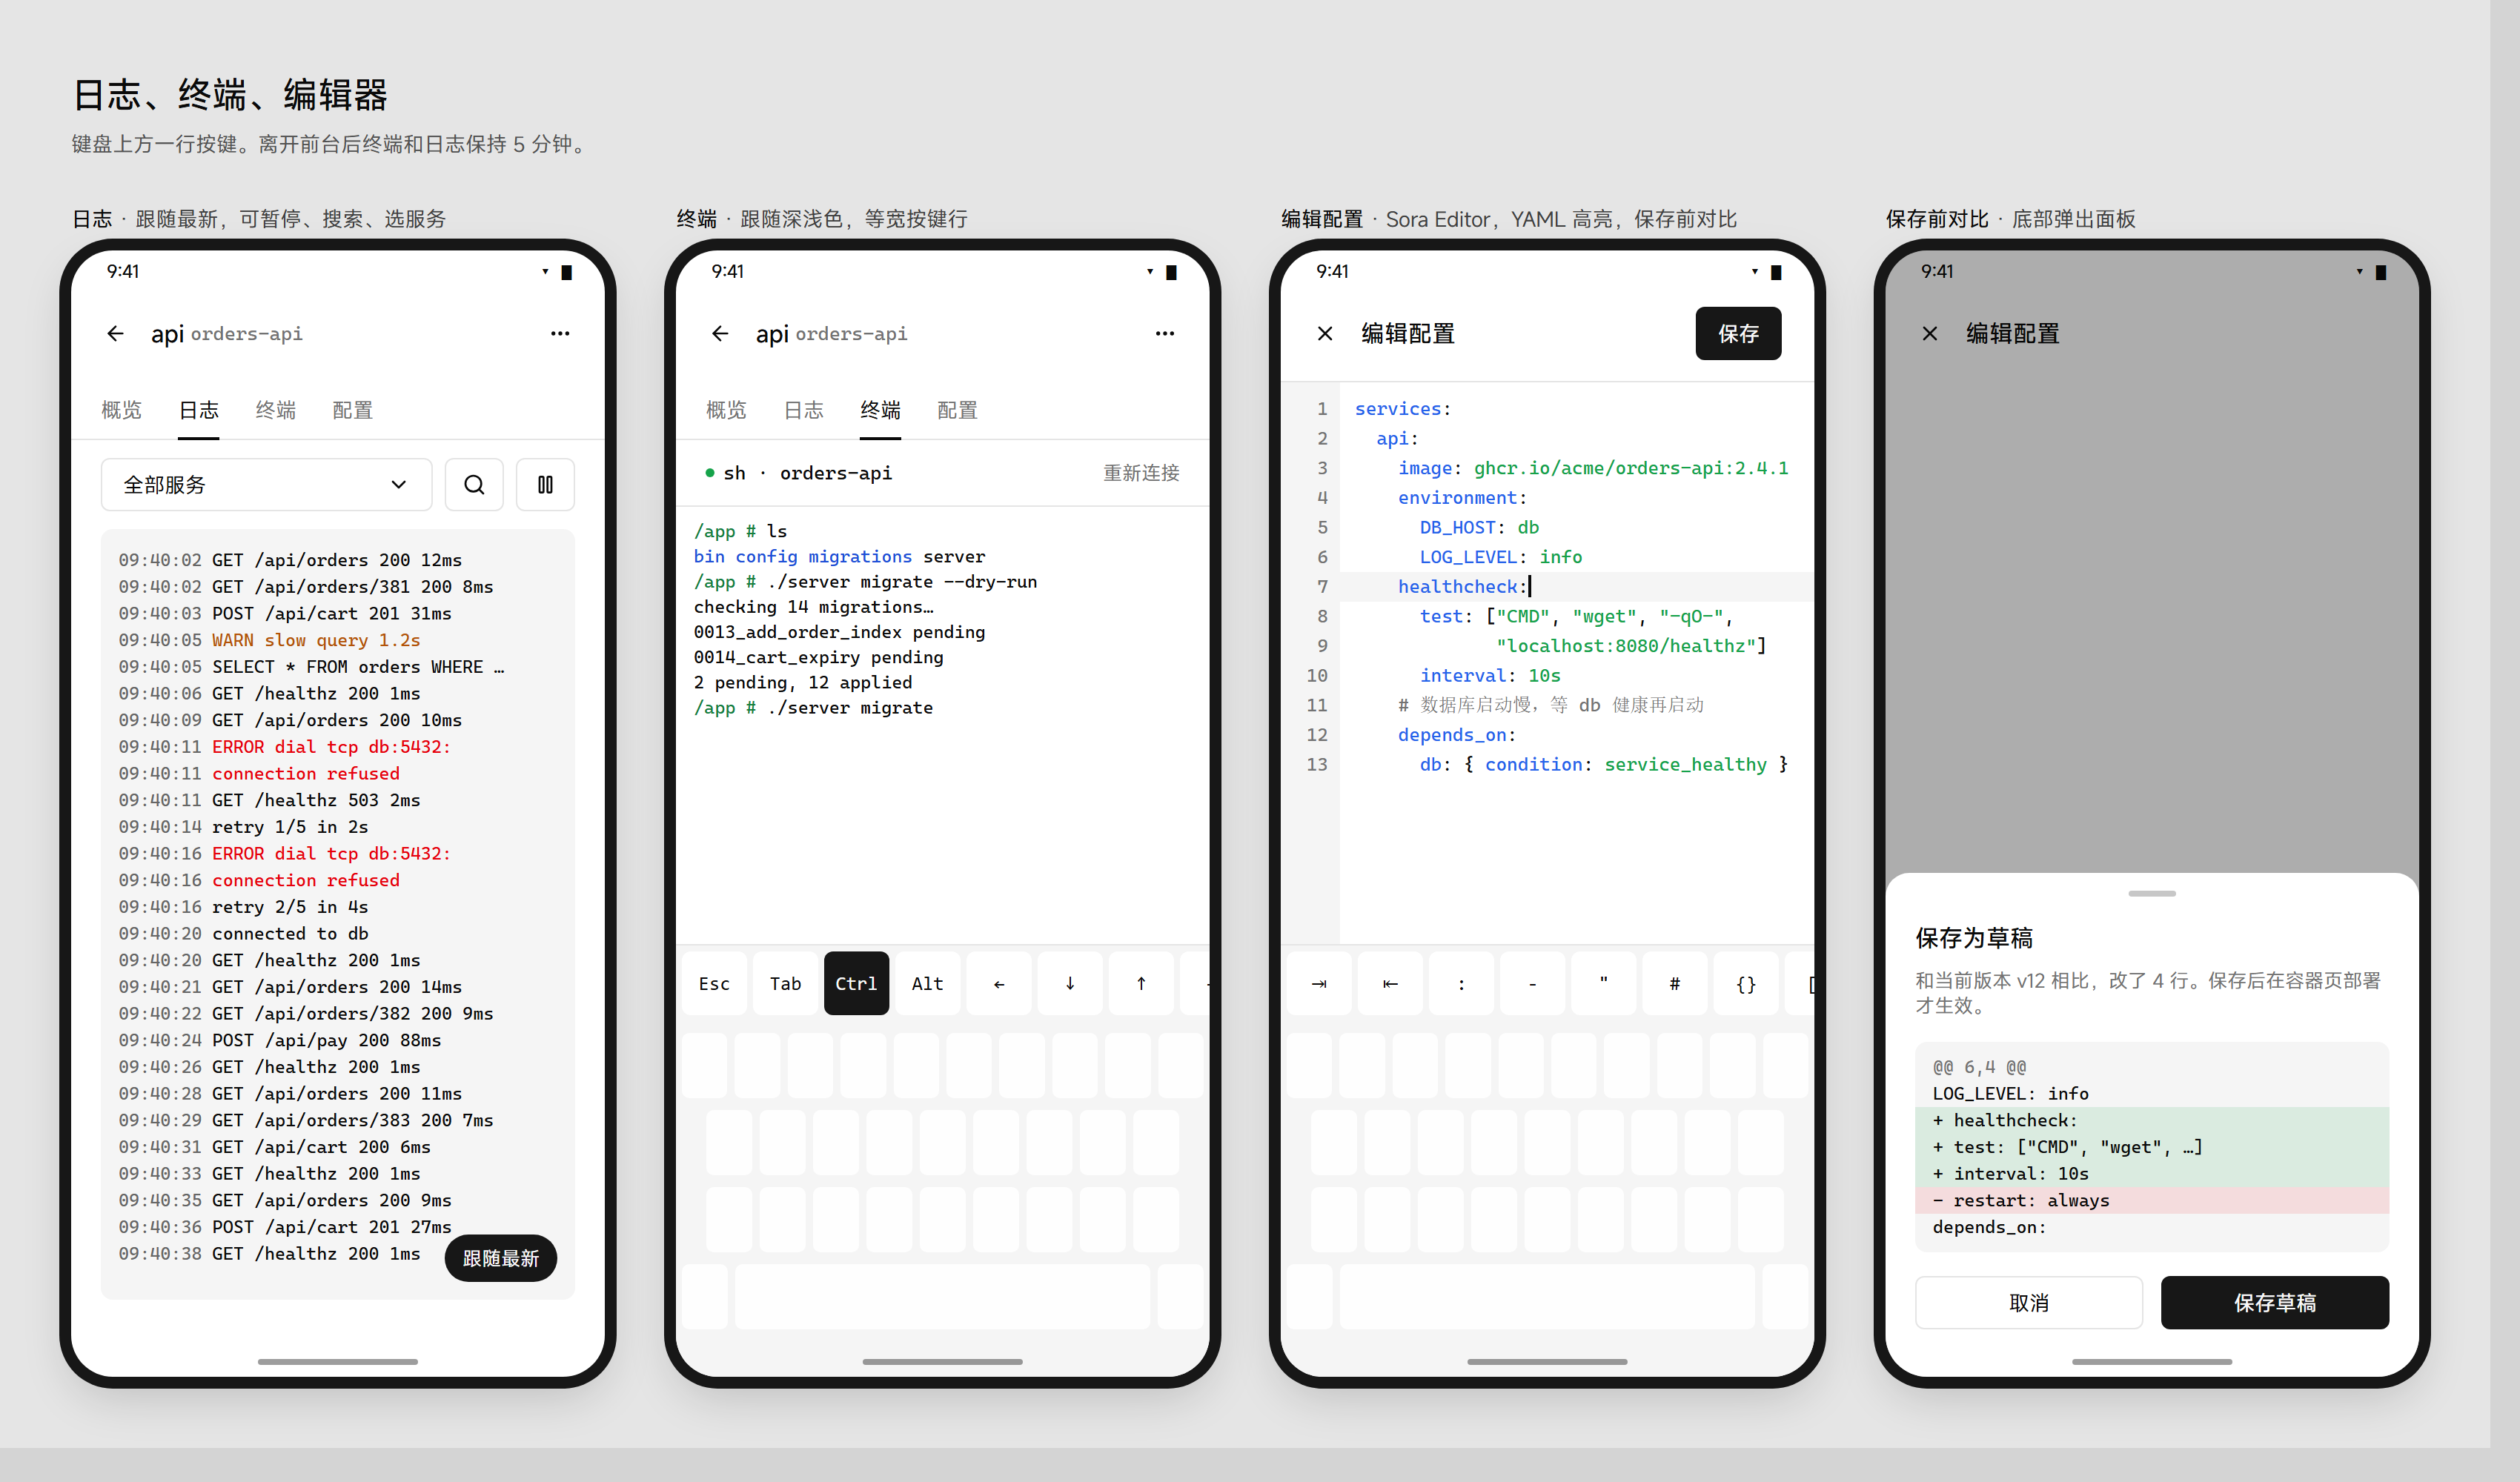 日志、终端、编辑器
键盘上方一行按键。离开前台后终端和日志保持 5 分钟。
日志 · 跟随最新，可暂停、搜索、选服务
9:41
api orders-api
概览 日志 终端 配置
全部服务
09:40:02 GET /api/orders 200 12ms
09:40:02 GET /api/orders/381 200 8ms
09:40:03 POST /api/cart 201 31ms
09:40:05 WARN slow query 1.2s
09:40:05 SELECT * FROM orders WHERE …
09:40:06 GET /healthz 200 1ms
09:40:09 GET /api/orders 200 10ms
09:40:11 ERROR dial tcp db:5432:
09:40:11 connection refused
09:40:11 GET /healthz 503 2ms
09:40:14 retry 1/5 in 2s
09:40:16 ERROR dial tcp db:5432:
09:40:16 connection refused
09:40:16 retry 2/5 in 4s
09:40:20 connected to db
09:40:20 GET /healthz 200 1ms
09:40:21 GET /api/orders 200 14ms
09:40:22 GET /api/orders/382 200 9ms
09:40:24 POST /api/pay 200 88ms
09:40:26 GET /healthz 200 1ms
09:40:28 GET /api/orders 200 11ms
09:40:29 GET /api/orders/383 200 7ms
09:40:31 GET /api/cart 200 6ms
09:40:33 GET /healthz 200 1ms
09:40:35 GET /api/orders 200 9ms
09:40:36 POST /api/cart 201 27ms
09:40:38 GET /healthz 200 1ms
跟随最新
终端 · 跟随深浅色，等宽按键行
9:41
api orders-api
概览 日志 终端 配置
sh · orders-api 重新连接
/app # ls
bin config migrations server
/app # ./server migrate --dry-run
checking 14 migrations…
0013_add_order_index pending
0014_cart_expiry pending
2 pending, 12 applied
/app # ./server migrate
Esc Tab Ctrl Alt ← ↓ ↑
编辑配置 · Sora Editor，YAML 高亮，保存前对比
9:41
编辑配置 保存
1 services:
2 api:
3 image: ghcr.io/acme/orders-api:2.4.1
4 environment:
5 DB_HOST: db
6 LOG_LEVEL: info
7 healthcheck:
8 test: ["CMD", "wget", "-qO-",
9 "localhost:8080/healthz"]
10 interval: 10s
11 # 数据库启动慢，等 db 健康再启动
12 depends_on:
13 db: { condition: service_healthy }
⇥ ⇤ : - " # {} [
保存前对比 · 底部弹出面板
9:41
编辑配置
保存为草稿
和当前版本 v12 相比，改了 4 行。保存后在容器页部署
才生效。
@@ 6,4 @@
LOG_LEVEL: info
+ healthcheck:
+ test: ["CMD", "wget", …]
+ interval: 10s
− restart: always
depends_on:
取消 保存草稿